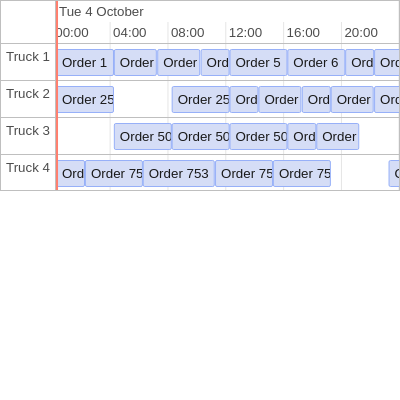 Tue 4 October
00:00 04:00 08:00 12:00 16:00 20:00
Truck 1 Order 1 Order Order Ord Order 5 Order 6 Ord Ord
Truck 2 Order 25 Order 25 Ord Order Ord Order Ord
Truck 3 Order 50 Order 50 Order 50 Ord Order
Truck 4 Ord Order 75 Order 753 Order 75 Order 75